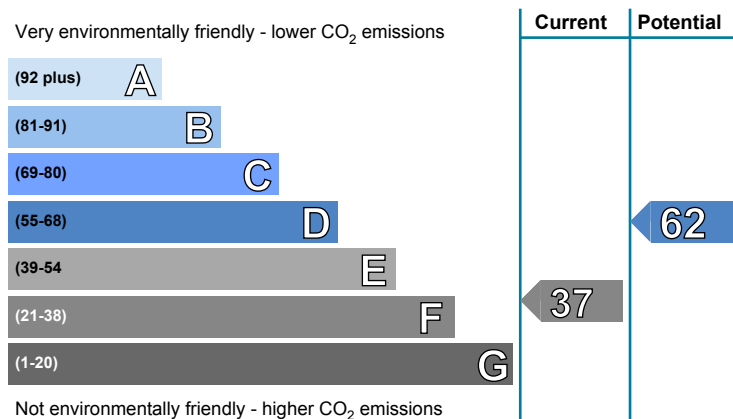 Current Potential
Very environmentally friendly - lower CO2 emissions
(92 plus) A
(81-91) B
(69-80) C
(55-68) D 62
(39-54 E
(21-38) F 37
(1-20) G
Not environmentally friendly - higher CO2 emissions